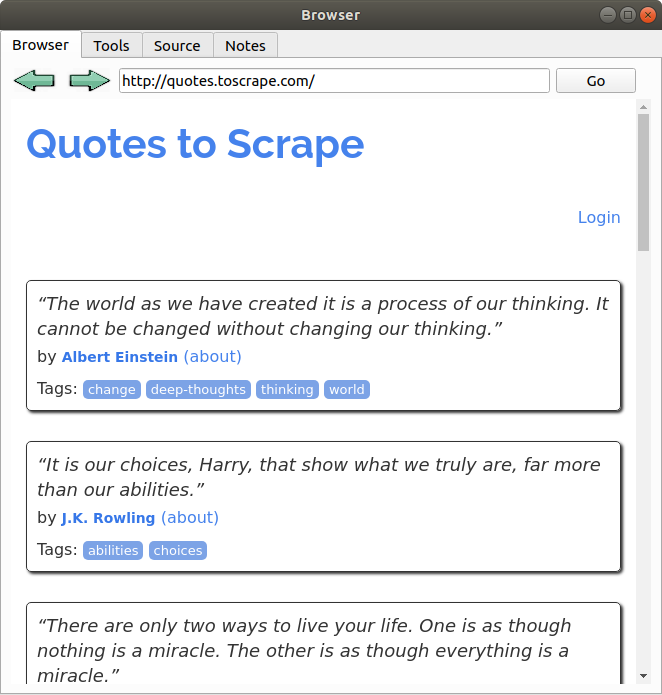 Browser
Browser Tools Source Notes
http://quotes.toscrape.com/ Go
Quotes to Scrape
Login
“The world as we have created it is a process of our thinking. It
cannot be changed without changing our thinking.”
by Albert Einstein (about)
Tags: change deep-thoughts thinking world
“It is our choices, Harry, that show what we truly are, far more
than our abilities.”
by J.K. Rowling (about)
Tags: abilities choices
“There are only two ways to live your life. One is as though
nothing is a miracle. The other is as though everything is a
miracle.”